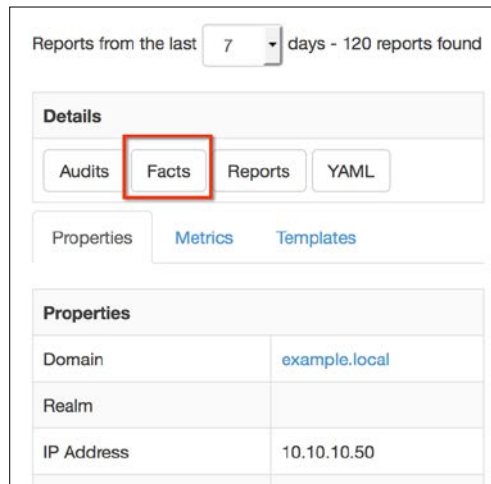 Reports from the last 7 days - 120 reports found
Details
Audits Facts Reports YAML
Properties Metrics Templates
Properties
Domain example.local
Realm
IP Address 10.10.10.50